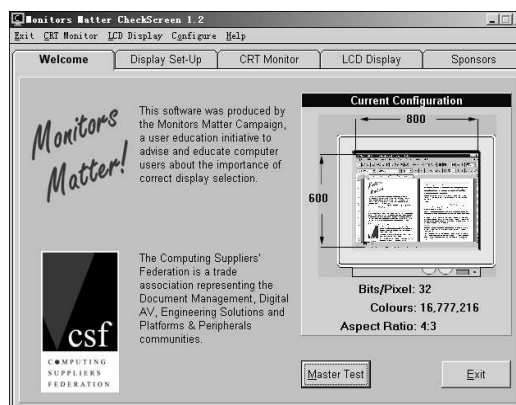 Monitors Matter CheckScreen 1.2
Exit CRT Monitor LCD Display Configure Help
Welcome Display Set-Up CRT Monitor LCD Display Sponsors
Monitors
Matter!
This software was produced by
the Monitors Matter Campaign,
a user education initiative to
advise and educate computer
users about the importance of
correct display selection.
Current Configuration
800
600
Bits/Pixel: 32
Colours: 16,777,216
Aspect Ratio: 4:3
csf
COMPUTING
SUPPLIERS
FEDERATION
The Computing Suppliers'
Federation is a trade
association representing the
Document Management, Digital
AV, Engineering Solutions and
Platforms & Peripherals
communities.
Master Test
Exit